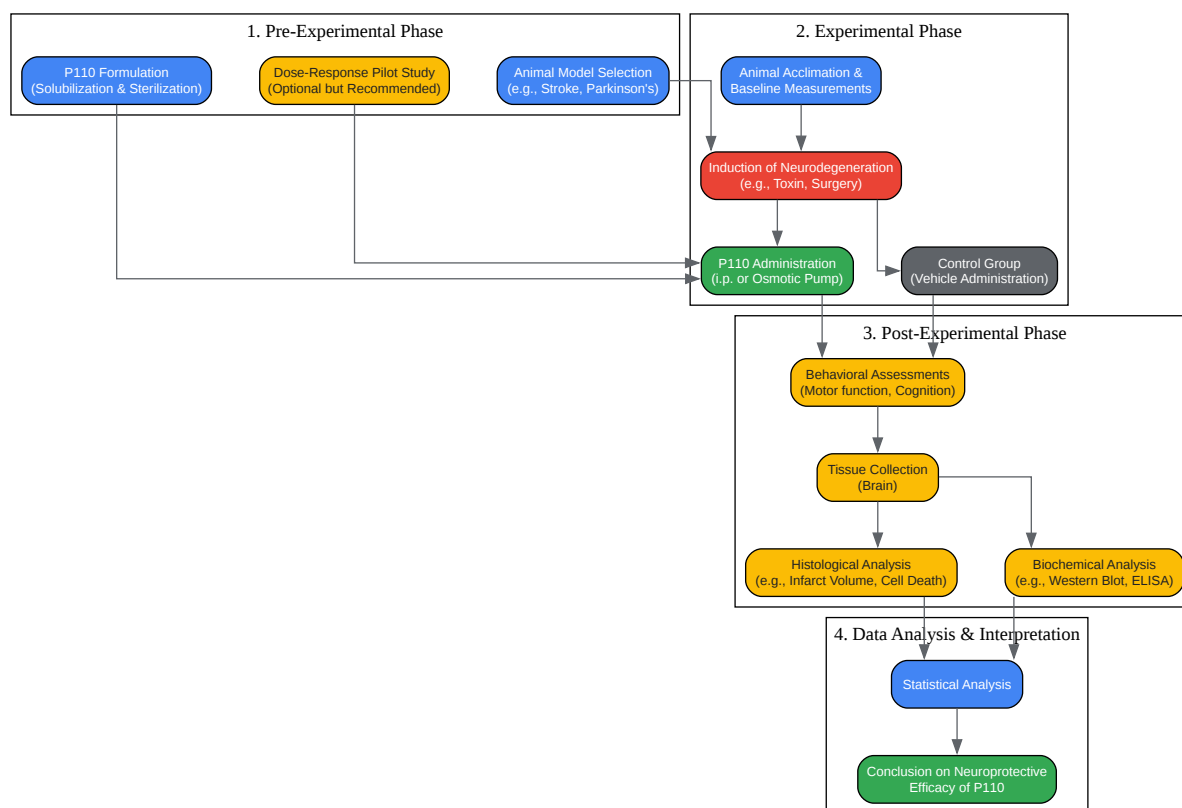 1. Pre-Experimental Phase
P110 Formulation
(Solubilization & Sterilization)
Dose-Response Pilot Study
(Optional but Recommended)
Animal Model Selection
(e.g., Stroke, Parkinson's)
2. Experimental Phase
Animal Acclimation &
Baseline Measurements
Induction of Neurodegeneration
(e.g., Toxin, Surgery)
P110 Administration
(i.p. or Osmotic Pump)
Control Group
(Vehicle Administration)
3. Post-Experimental Phase
Behavioral Assessments
(Motor function, Cognition)
Tissue Collection
(Brain)
Histological Analysis
(e.g., Infarct Volume, Cell Death)
Biochemical Analysis
(e.g., Western Blot, ELISA)
4. Data Analysis & Interpretation
Statistical Analysis
Conclusion on Neuroprotective
Efficacy of P110